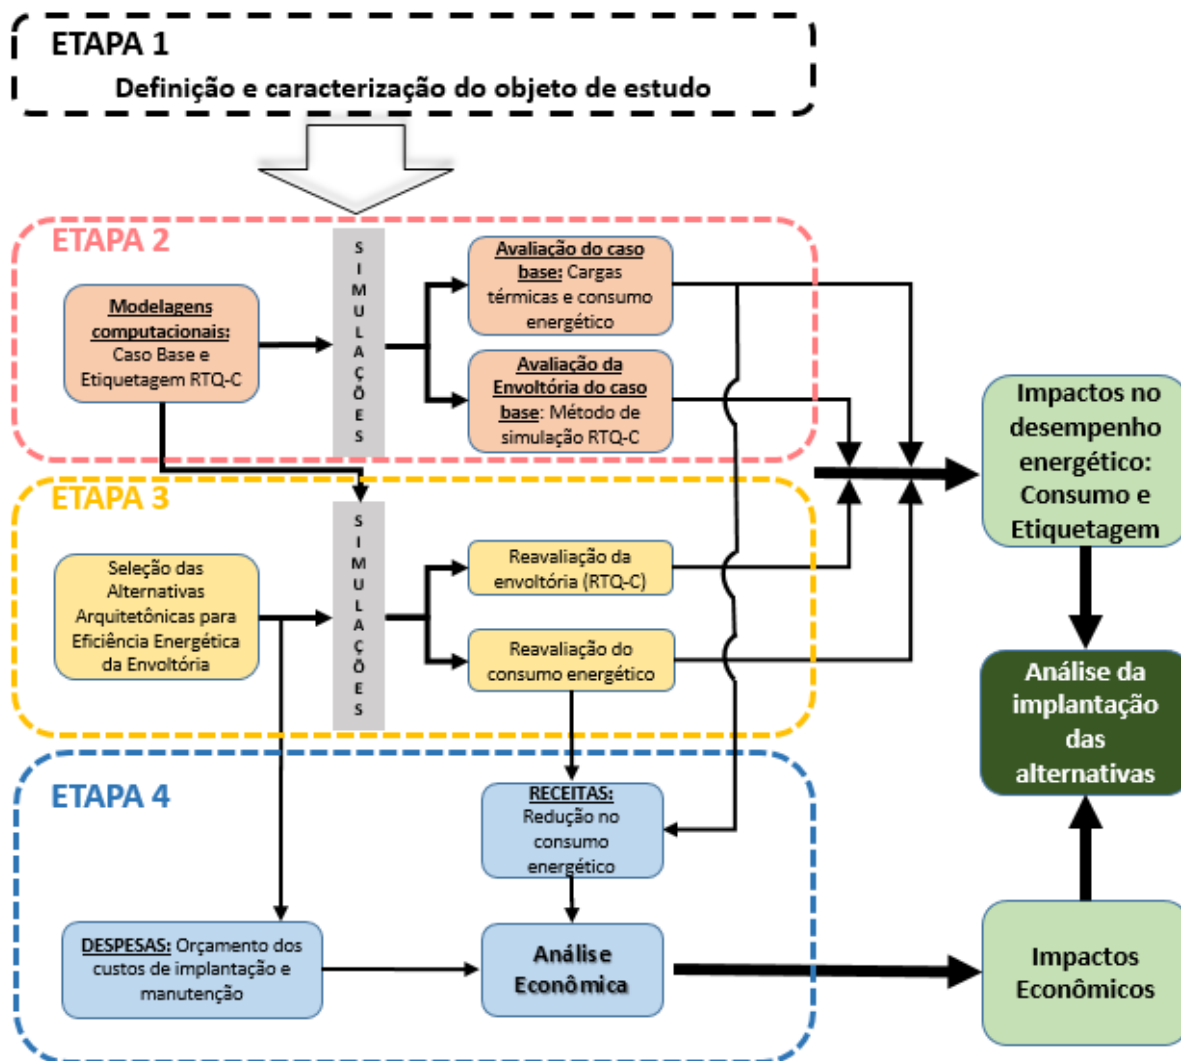 ETAPA 1
Definição e caracterização do objeto de estudo
ETAPA 2
Modelagens
computacionais:
Caso Base e
Etiquetagem RTQ-C
SIMULAÇÕES
Avaliação do caso
base: Cargas
térmicas e consumo
energético
Avaliação da
Envoltória do caso
base: Método de
simulação RTQ-C
ETAPA 3
Seleção das
Alternativas
Arquitetônicas para
Eficiência Energética
da Envoltória
SIMULAÇÕES
Reavaliação da
envoltória (RTQ-C)
Reavaliação do
consumo energético
ETAPA 4
RECEITAS:
Redução no
consumo
energético
DESPESAS: Orçamento dos
custos de implantação e
manutenção
Análise
Econômica
Impactos no
desempenho
energético:
Consumo e
Etiquetagem
Análise da
implantação
das
alternativas
Impactos
Econômicos